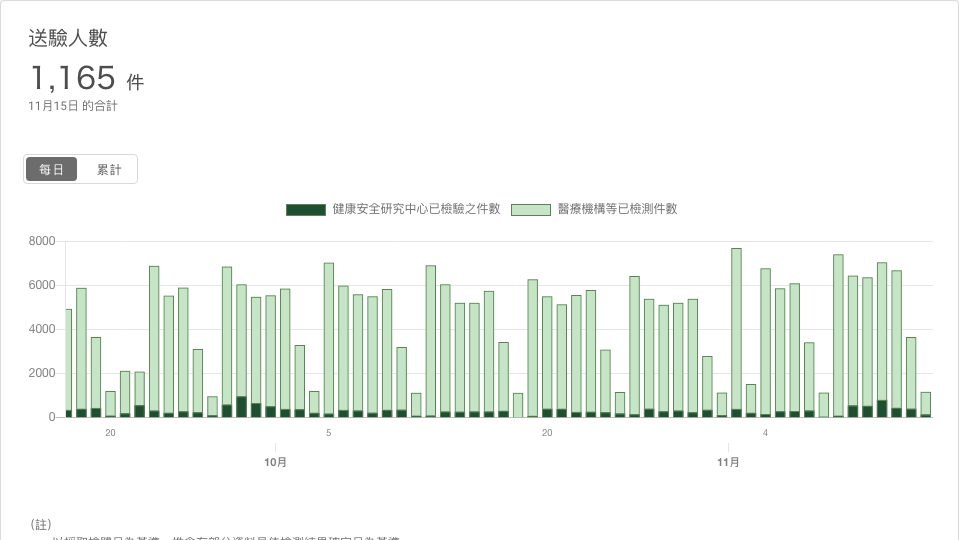 送驗人數
1,165 件
11月15日 的合計
每日 累計
健康安全研究中心已檢驗之件數 醫療機構等已檢測件數
8000
6000
4000
2000
0
20 5 20 4
10月 11月
（註）